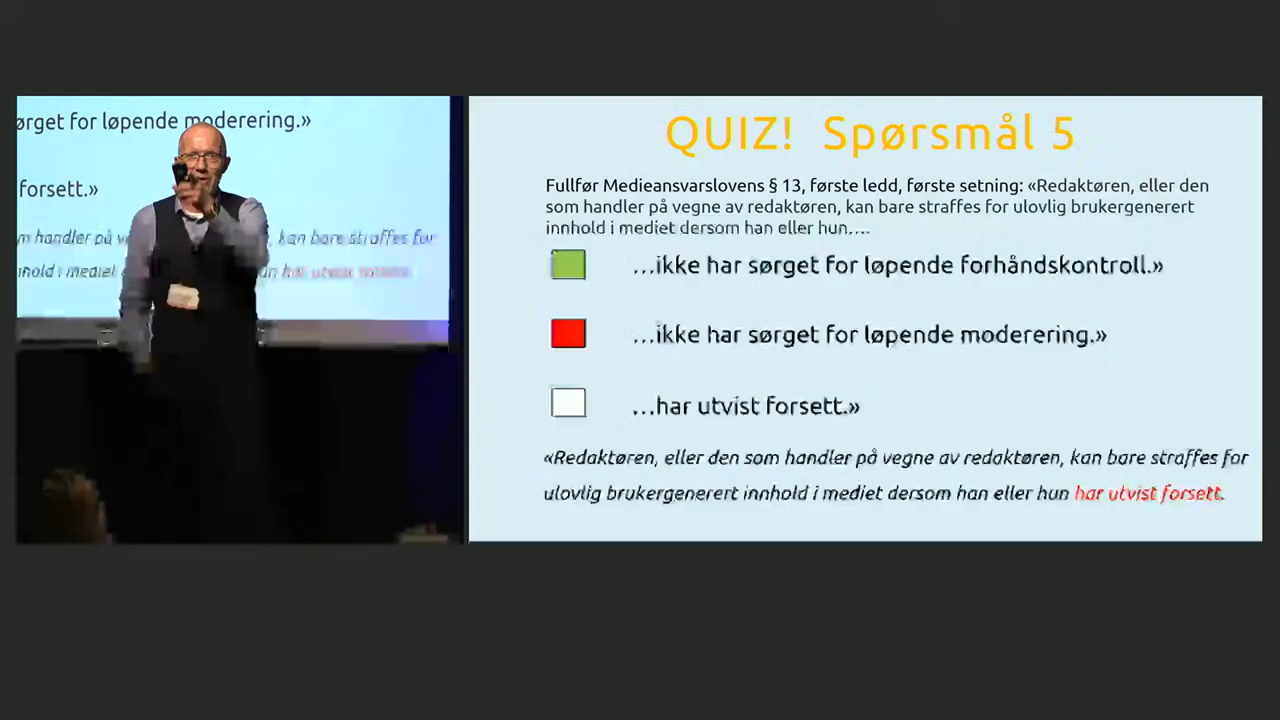 ørget for løpende moderering.»
forsett.»
m handler på
kan bare straffes for
nhold i mediet
har utvist forsett.
QUIZ! Spørsmål 5
Fullfør Medieansvarslovens § 13, første ledd, første setning: «Redaktøren, eller den
som handler på vegne av redaktøren, kan bare straffes for ulovlig brukergenerert
innhold i mediet dersom han eller hun….
…ikke har sørget for løpende forhåndskontroll.»
…ikke har sørget for løpende moderering.»
…har utvist forsett.»
«Redaktøren, eller den som handler på vegne av redaktøren, kan bare straffes for
ulovlig brukergenerert innhold i mediet dersom han eller hun har utvist forsett.